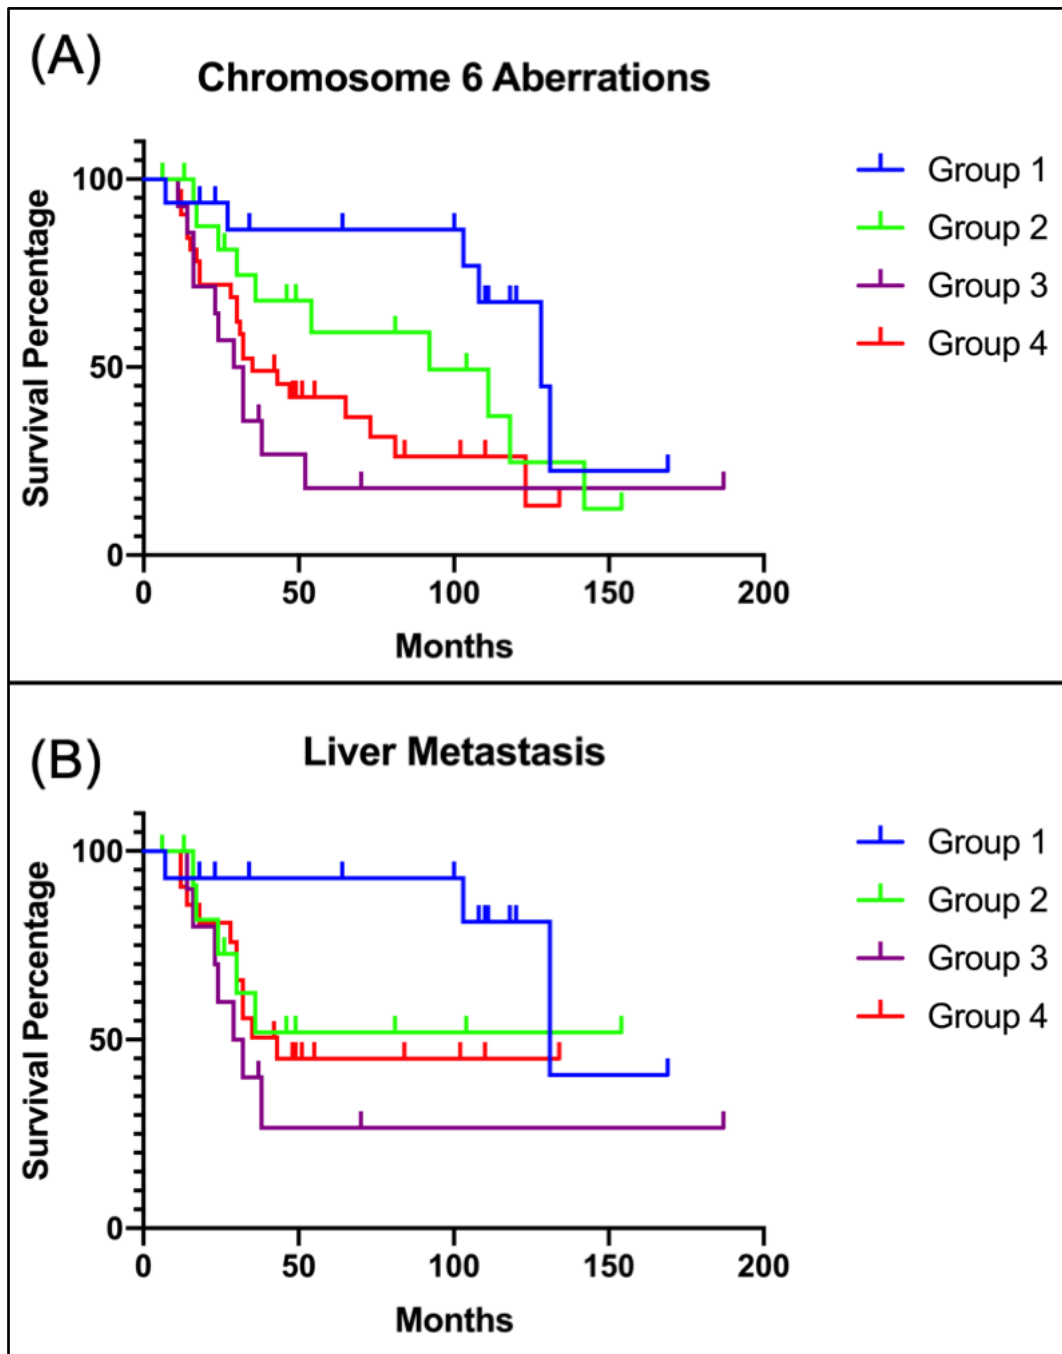 (A)
Chromosome 6 Aberrations
Survival Percentage
100
50
0
0 50 100 150 200
Months
Group 1
Group 2
Group 3
Group 4
(B)
Liver Metastasis
Survival Percentage
100
50
0
0 50 100 150 200
Months
Group 1
Group 2
Group 3
Group 4